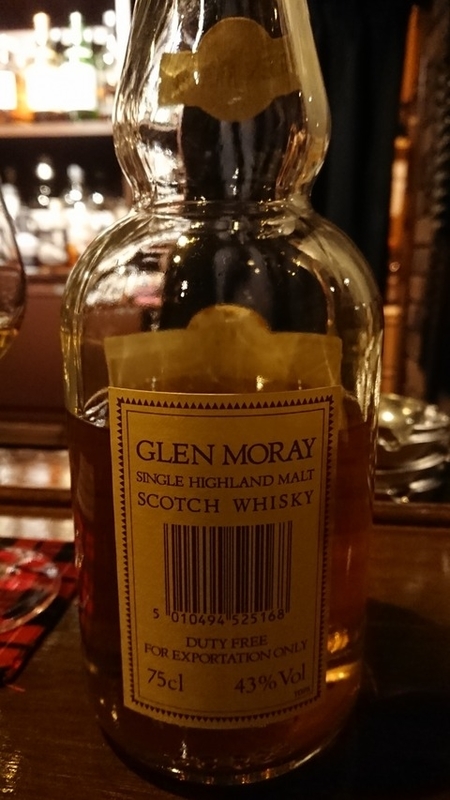 GLEN MORAY
SINGLE HIGHLAND MALT
SCOTCH WHISKY
5 010494 525168
DUTY FREE
FOR EXPORTATION ONLY
75cl 43% Vol